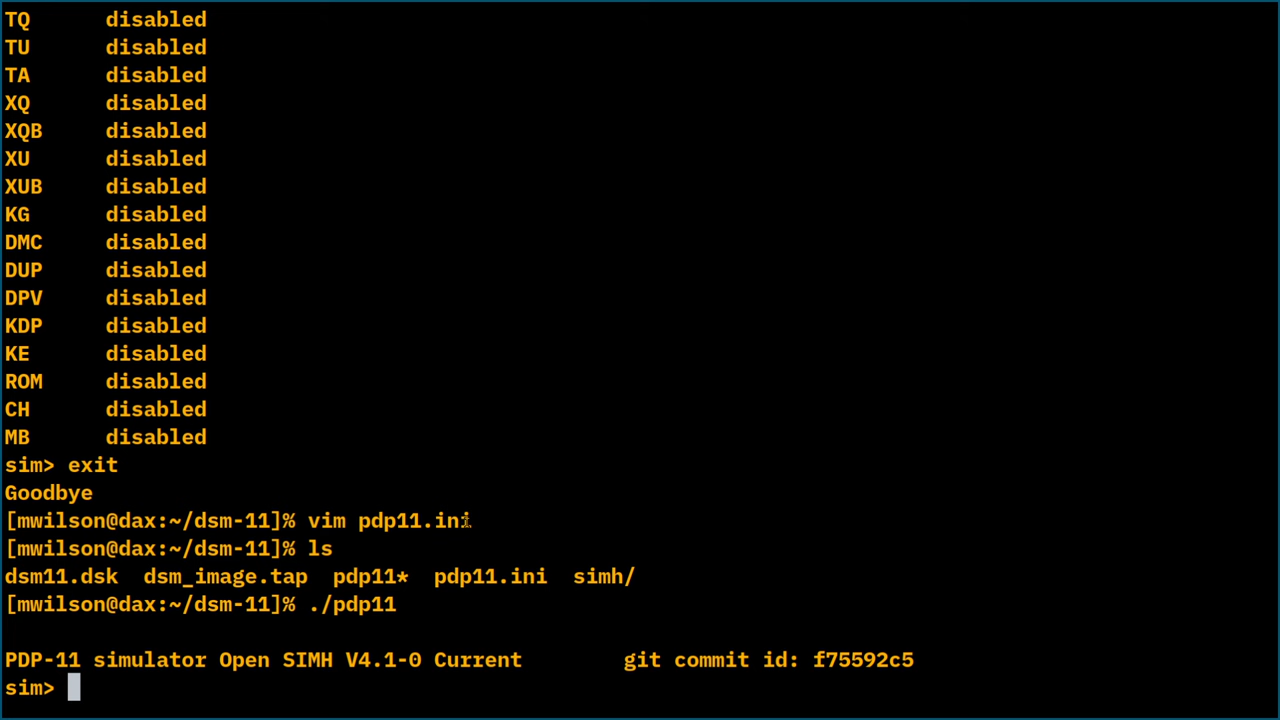 TQ      disabled
TU      disabled
TA      disabled
XQ      disabled
XQB     disabled
XU      disabled
XUB     disabled
KG      disabled
DMC     disabled
DUP     disabled
DPV     disabled
KDP     disabled
KE      disabled
ROM     disabled
CH      disabled
MB      disabled
sim> exit
Goodbye
[mwilson@dax:~/dsm-11]% vim pdp11.ini
[mwilson@dax:~/dsm-11]% ls
dsm11.dsk  dsm_image.tap  pdp11*  pdp11.ini  simh/
[mwilson@dax:~/dsm-11]% ./pdp11
PDP-11 simulator Open SIMH V4.1-0 Current        git commit id: f75592c5
sim>